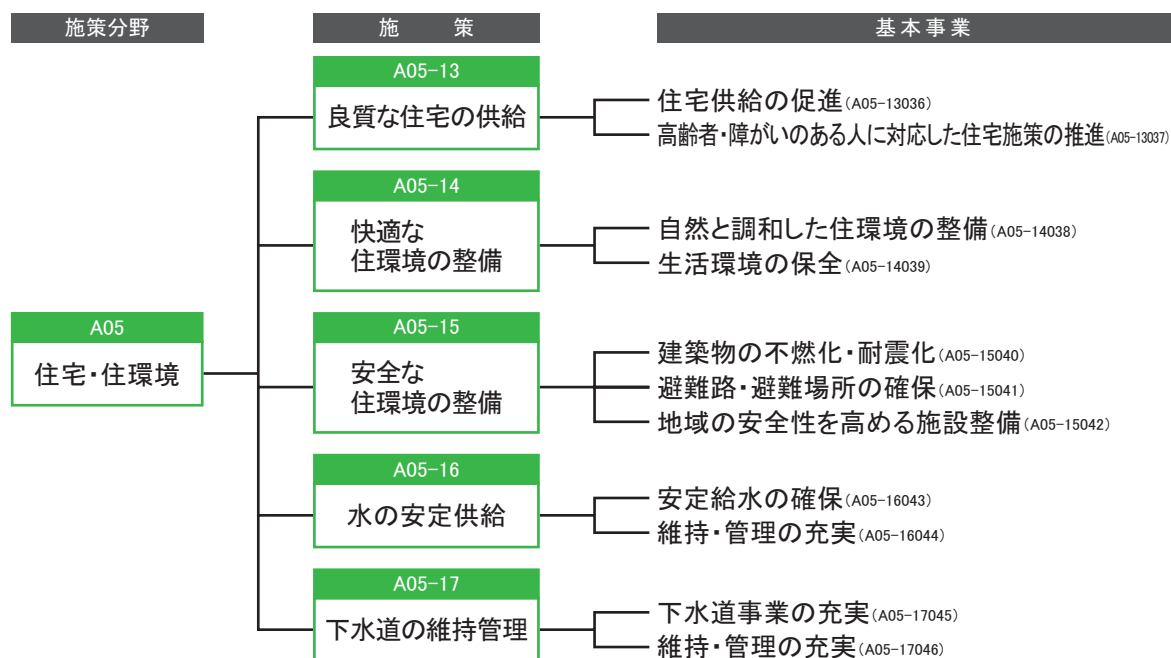 施策分野
施策
基本事業
A05
住宅・住環境
A05-13
良質な住宅の供給
住宅供給の促進(A05-13036)
高齢者・障がいのある人に対応した住宅施策の推進(A05-13037)
A05-14
快適な
住環境の整備
自然と調和した住環境の整備(A05-14038)
生活環境の保全(A05-14039)
A05-15
安全な
住環境の整備
建築物の不燃化・耐震化(A05-15040)
避難路・避難場所の確保(A05-15041)
地域の安全性を高める施設整備(A05-15042)
A05-16
水の安定供給
安定給水の確保(A05-16043)
維持・管理の充実(A05-16044)
A05-17
下水道の維持管理
下水道事業の充実(A05-17045)
維持・管理の充実(A05-17046)